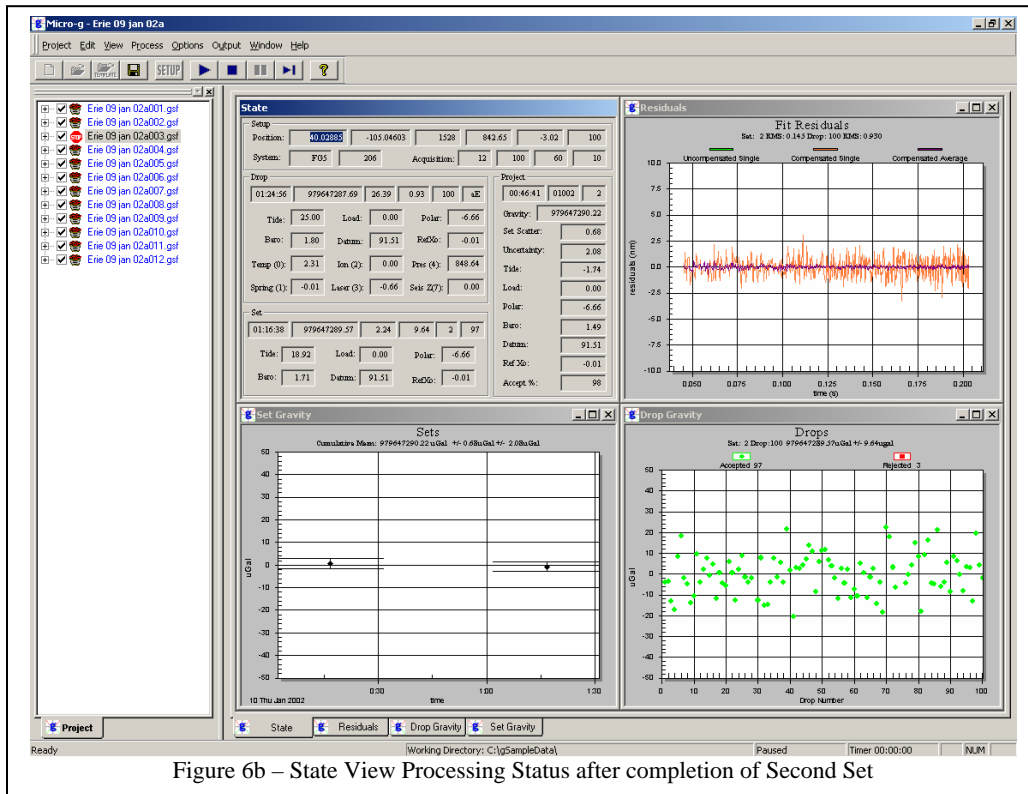 Micro-g - Erie 09 jan 02a
Project Edit View Process Options Output Window Help
TEMPLATE SETUP
Erie 09 jan 02a001.gsf
Erie 09 jan 02a002.gsf
STOP Erie 09 jan 02a003.gsf
Erie 09 jan 02a004.gsf
Erie 09 jan 02a005.gsf
Erie 09 jan 02a006.gsf
Erie 09 jan 02a007.gsf
Erie 09 jan 02a008.gsf
Erie 09 jan 02a009.gsf
Erie 09 jan 02a010.gsf
Erie 09 jan 02a011.gsf
Erie 09 jan 02a012.gsf
Project
State
Setup
Position: 40.02885 -105.04603 1528 842.65 -3.02 100
System: FG5 206 Acquisition: 12 100 60 10
Drop
01:24:56 979647287.69 26.39 0.93 100 aE
Tide: 25.00 Load: 0.00 Polar: -6.66
Baro: 1.80 Datum: 91.51 RefXo: -0.01
Temp (0): 2.31 Ion (2): 0.00 Pres (4): 848.64
Spring (1): -0.01 Laser (3): -0.66 Seis Z(7): 0.00
Set
01:16:38 979647289.57 2.24 9.64 2 97
Tide: 18.92 Load: 0.00 Polar: -6.66
Baro: 1.71 Datum: 91.51 RefXo: -0.01
Project
00:46:41 01002 2
Gravity: 979647290.22
Set Scatter: 0.68
Uncertainty: 2.08
Tide: -1.74
Load: 0.00
Polar: -6.66
Baro: 1.49
Datum: 91.51
Ref Xo: -0.01
Accept %: 98
Residuals
Fit Residuals
Set: 2 RMS: 0.145 Drop: 100 RMS: 0.930
Uncompensated Single Compensated Single Compensated Average
residuals (nm)
10.0
7.5
5.0
2.5
0.0
-2.5
-5.0
-7.5
-10.0
0.050 0.075 0.100 0.125 0.150 0.175 0.200
time (s)
Set Gravity
Sets
Cumulative Mean: 979647290.22 uGal +/- 0.68uGal +/- 2.08uGal
uGal
50
40
30
20
10
0
-10
-20
-30
-40
-50
0:30 1:00 1:30
10 Thu Jan 2002 time
Drop Gravity
Drops
Set: 2 Drop:100 979647289.57uGal +/- 9.64ugal
Accepted 97 Rejected 3
uGal
50
40
30
20
10
0
-10
-20
-30
-40
-50
0 10 20 30 40 50 60 70 80 90 100
Drop Number
State Residuals Drop Gravity Set Gravity
Ready Working Directory: C:\gSampleData\ Paused Timer 00:00:00 NUM
Figure 6b – State View Processing Status after completion of Second Set